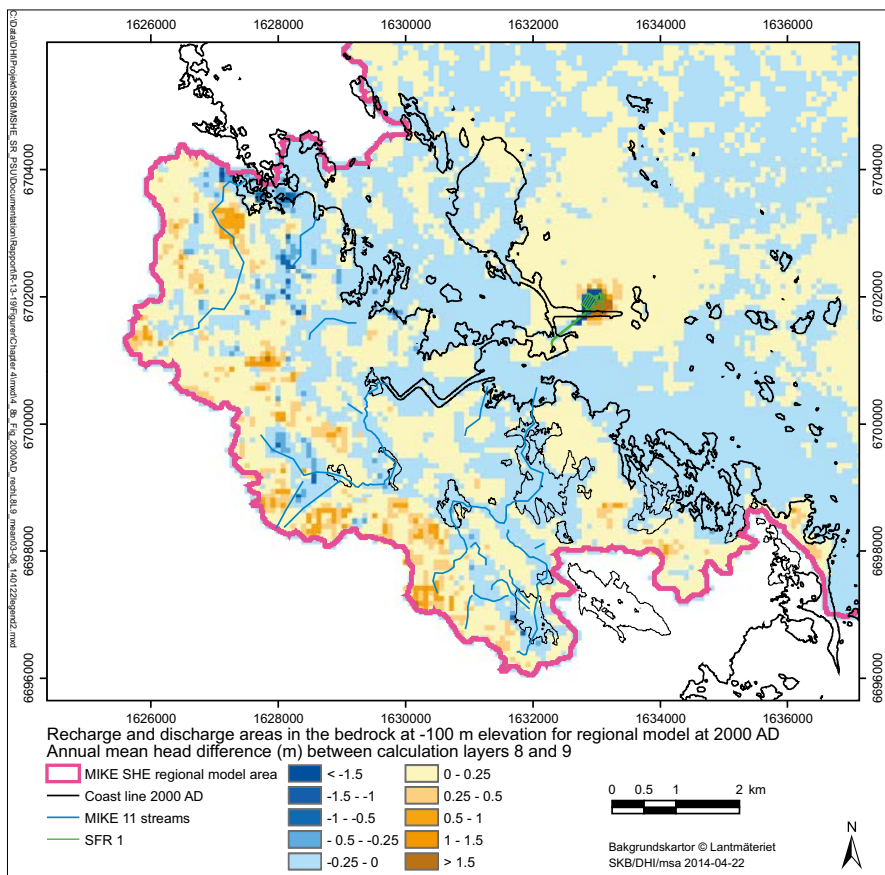 1626000 1628000 1630000 1632000 1634000 1636000
6704000 6704000
6702000 6702000
6700000 6700000
6698000 6698000
6696000 6696000
1626000 1628000 1630000 1632000 1634000 1636000
Recharge and discharge areas in the bedrock at -100 m elevation for regional model at 2000 AD
Annual mean head difference (m) between calculation layers 8 and 9
MIKE SHE regional model area
Coast line 2000 AD
MIKE 11 streams
SFR 1
< -1.5
-1.5 - -1
-1 - -0.5
- 0.5 - -0.25
-0.25 - 0
0 - 0.25
0.25 - 0.5
0.5 - 1
1 - 1.5
> 1.5
0 0.5 1 2 km
Bakgrundskartor © Lantmäteriet
SKB/DHI/msa 2014-04-22
N